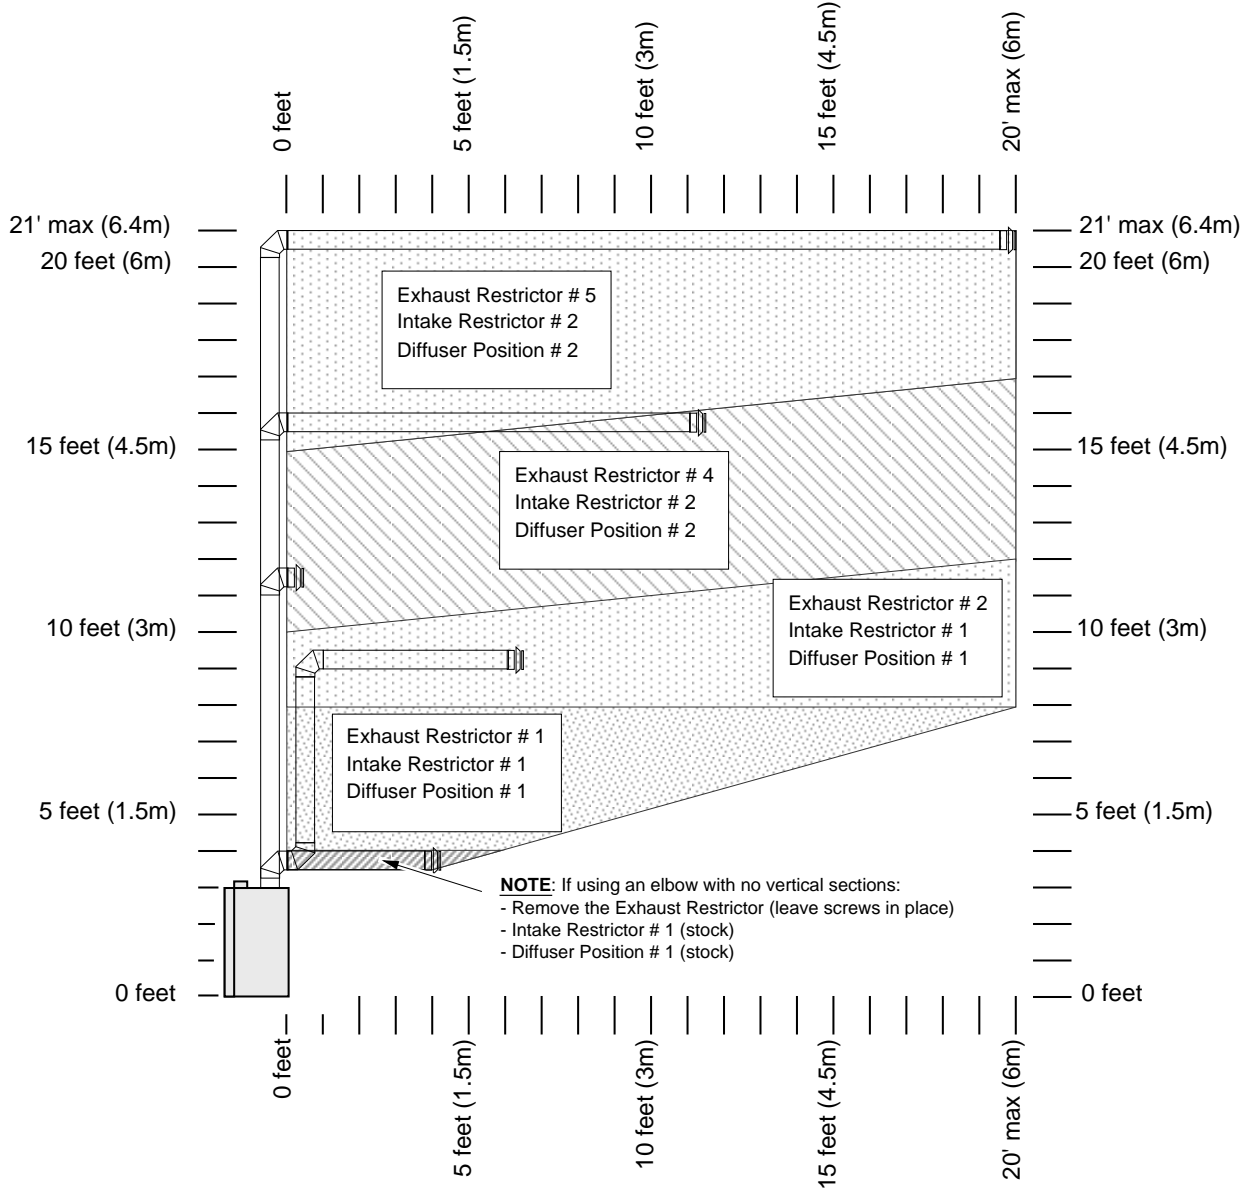 0 feet
5 feet (1.5m)
10 feet (3m)
15 feet (4.5m)
20' max (6m)
21' max (6.4m)
20 feet (6m)
15 feet (4.5m)
10 feet (3m)
5 feet (1.5m)
0 feet
21' max (6.4m)
20 feet (6m)
15 feet (4.5m)
10 feet (3m)
5 feet (1.5m)
0 feet
Exhaust Restrictor # 5
Intake Restrictor # 2
Diffuser Position # 2
Exhaust Restrictor # 4
Intake Restrictor # 2
Diffuser Position # 2
Exhaust Restrictor # 2
Intake Restrictor # 1
Diffuser Position # 1
Exhaust Restrictor # 1
Intake Restrictor # 1
Diffuser Position # 1
NOTE: If using an elbow with no vertical sections:
- Remove the Exhaust Restrictor (leave screws in place)
- Intake Restrictor # 1 (stock)
- Diffuser Position # 1 (stock)
0 feet
5 feet (1.5m)
10 feet (3m)
15 feet (4.5m)
20' max (6m)